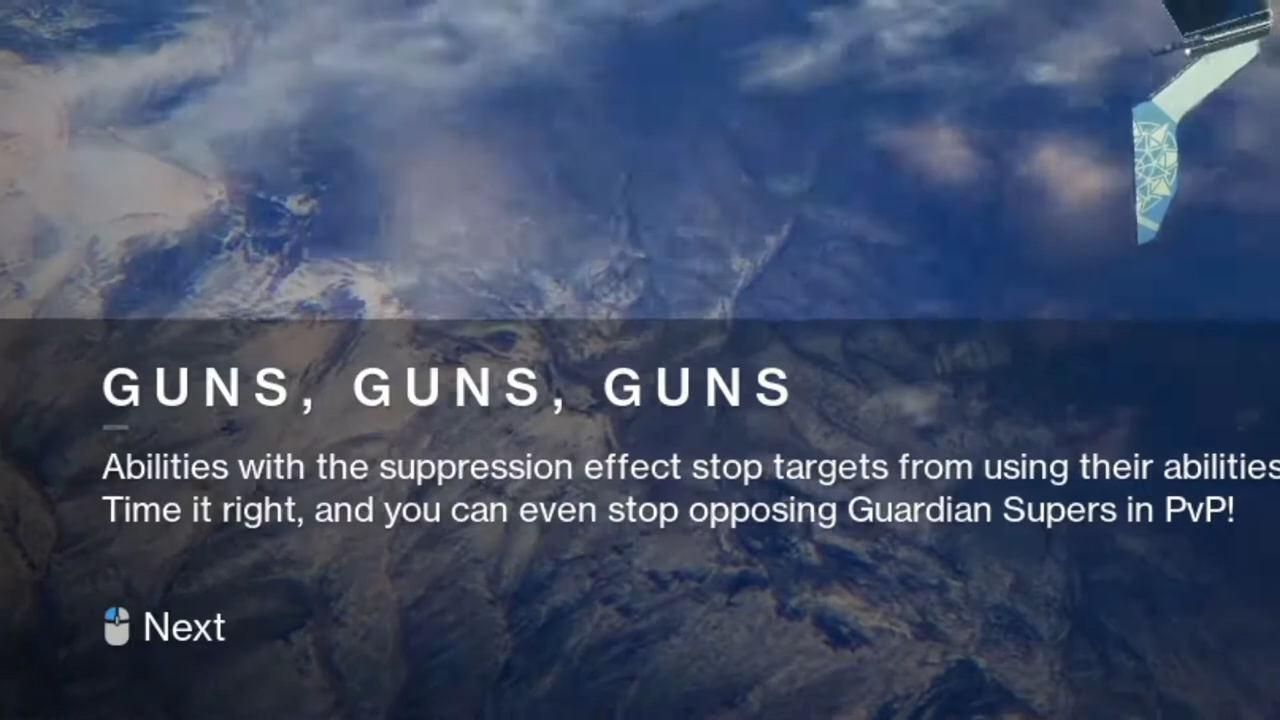 GUNS, GUNS, GUNS
Abilities with the suppression effect stop targets from using their abilities
Time it right, and you can even stop opposing Guardian Supers in PvP!
Next